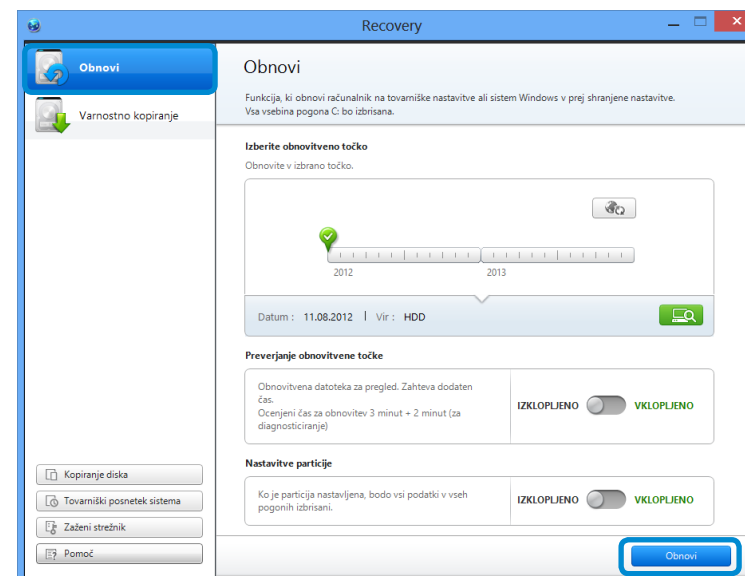 Recovery
Obnovi
Varnostno kopiranje
Kopiranje diska
Tovarniški posnetek sistema
Zaženi strežnik
Pomoč
Obnovi
Funkcija, ki obnovi računalnik na tovarniške nastavitve ali sistem Windows v prej shranjene nastavitve.
Vsa vsebina pogona C: bo izbrisana.
Izberite obnovitveno točko
Obnovite v izbrano točko.
2012 2013
Datum : 11.08.2012 | Vir : HDD
Preverjanje obnovitvene točke
Obnovitvena datoteka za pregled. Zahteva dodaten
čas.
Ocenjeni čas za obnovitev 3 minut + 2 minut (za
diagnosticiranje)
IZKLOPLJENO VKLOPLJENO
Nastavitve particije
Ko je particija nastavljena, bodo vsi podatki v vseh
pogonih izbrisani.
IZKLOPLJENO VKLOPLJENO
Obnovi